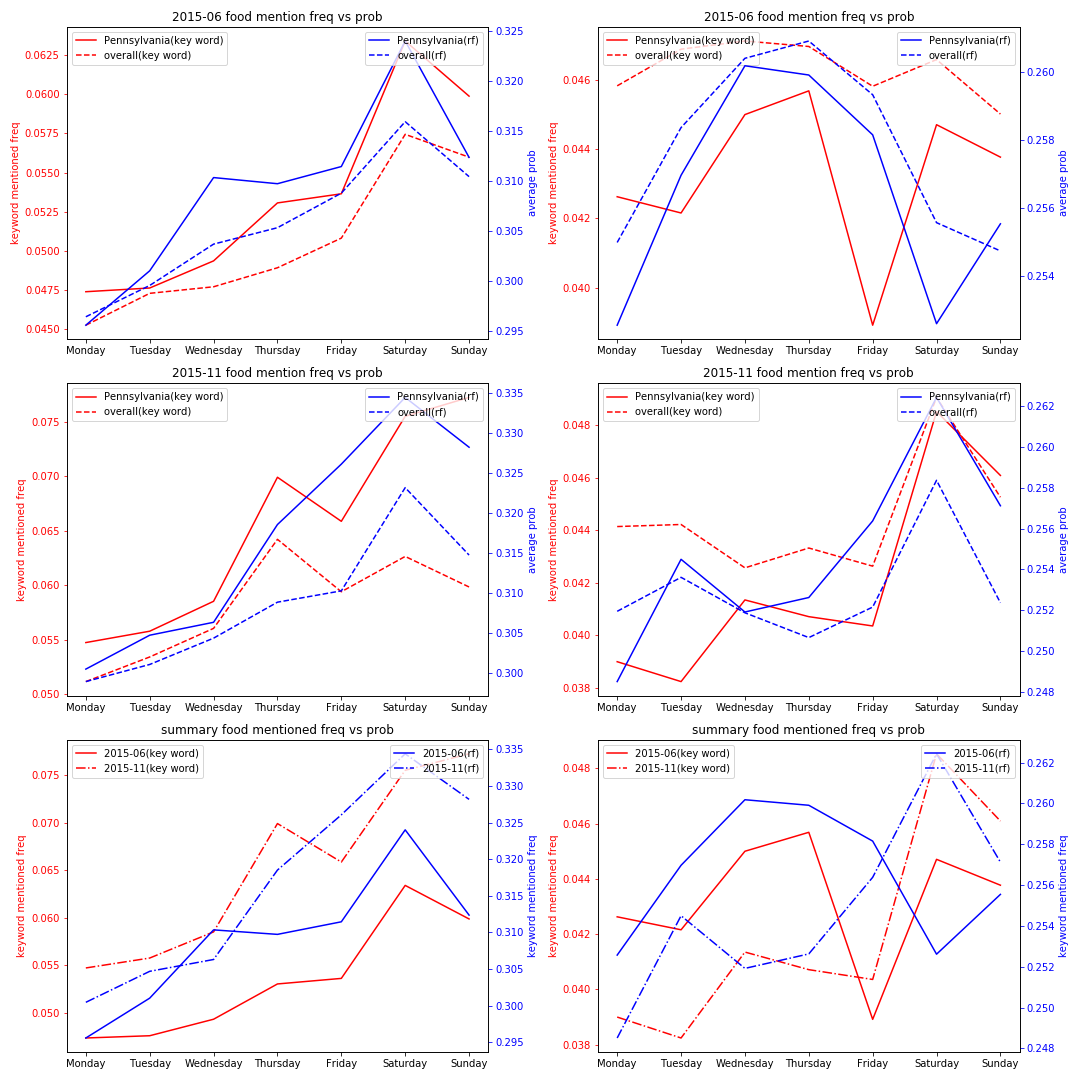 2015-06 food mention freq vs prob
Pennsylvania(key word)
overall(key word)
Pennsylvania(rf)
overall(rf)
keyword mentioned freq
0.0625
0.0600
0.0575
0.0550
0.0525
0.0500
0.0475
0.0450
0.325
0.320
0.315
0.310
0.305
0.300
0.295
average prob
Monday Tuesday Wednesday Thursday Friday Saturday Sunday
2015-06 food mention freq vs prob
Pennsylvania(key word)
overall(key word)
Pennsylvania(rf)
overall(rf)
keyword mentioned freq
0.046
0.044
0.042
0.040
0.260
0.258
0.256
0.254
average prob
Monday Tuesday Wednesday Thursday Friday Saturday Sunday
2015-11 food mention freq vs prob
Pennsylvania(key word)
overall(key word)
Pennsylvania(rf)
overall(rf)
keyword mentioned freq
0.075
0.070
0.065
0.060
0.055
0.050
0.335
0.330
0.325
0.320
0.315
0.310
0.305
0.300
average prob
Monday Tuesday Wednesday Thursday Friday Saturday Sunday
2015-11 food mention freq vs prob
Pennsylvania(key word)
overall(key word)
Pennsylvania(rf)
overall(rf)
keyword mentioned freq
0.048
0.046
0.044
0.042
0.040
0.038
0.262
0.260
0.258
0.256
0.254
0.252
0.250
0.248
average prob
Monday Tuesday Wednesday Thursday Friday Saturday Sunday
summary food mentioned freq vs prob
2015-06(key word)
2015-11(key word)
2015-06(rf)
2015-11(rf)
keyword mentioned freq
0.075
0.070
0.065
0.060
0.055
0.050
0.335
0.330
0.325
0.320
0.315
0.310
0.305
0.300
0.295
keyword mentioned freq
Monday Tuesday Wednesday Thursday Friday Saturday Sunday
summary food mentioned freq vs prob
2015-06(key word)
2015-11(key word)
2015-06(rf)
2015-11(rf)
keyword mentioned freq
0.048
0.046
0.044
0.042
0.040
0.038
0.262
0.260
0.258
0.256
0.254
0.252
0.250
0.248
keyword mentioned freq
Monday Tuesday Wednesday Thursday Friday Saturday Sunday